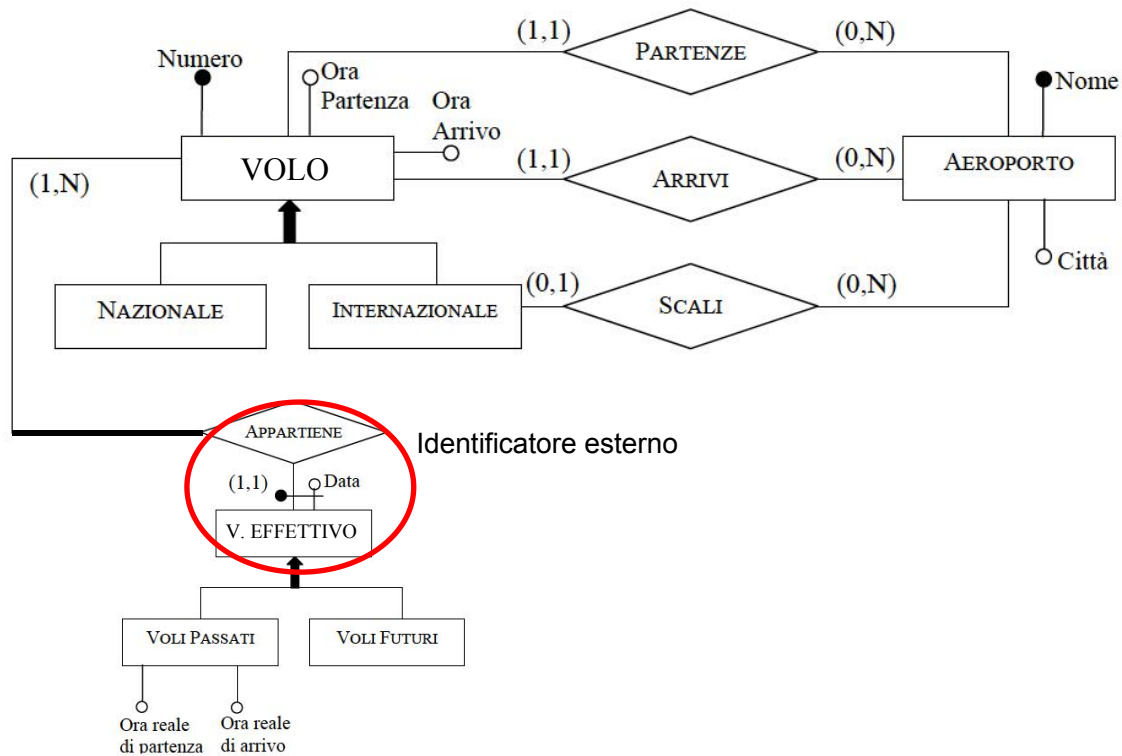 (1,1)
PARTENZE
(0,N)
Numero
Ora
Partenza
Ora
Arrivo
Nome
VOLO
(1,N)
(1,1)
ARRIVI
(0,N)
AEROPORTO
Città
NAZIONALE
INTERNAZIONALE
(0,1)
SCALI
(0,N)
APPARTIENE
Identificatore esterno
(1,1)
Data
V. EFFETTIVO
VOLI PASSATI
VOLI FUTURI
Ora reale
di partenza
Ora reale
di arrivo